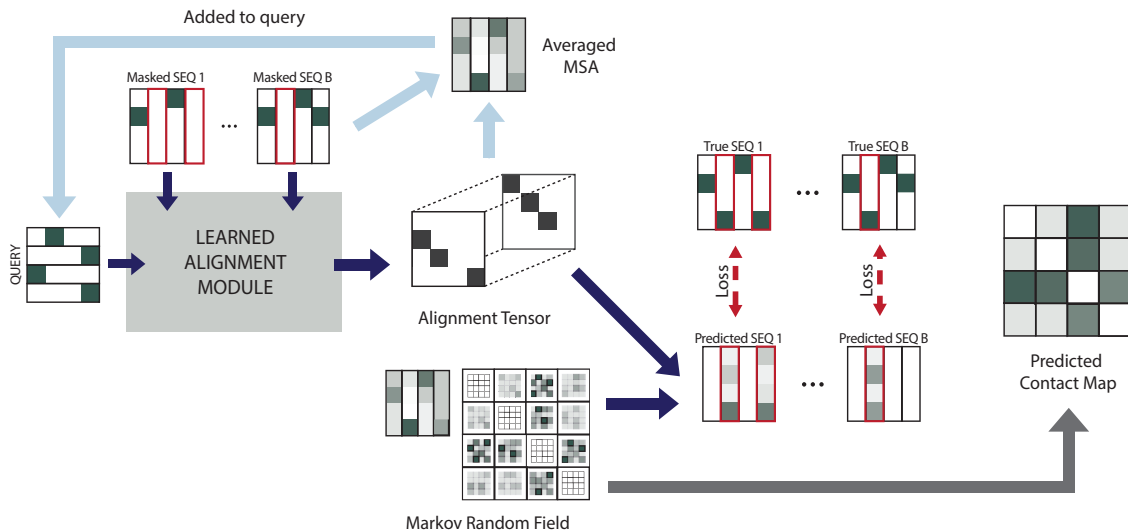 Added to query
Averaged
MSA
Masked SEQ 1
Masked SEQ B
...
True SEQ 1
True SEQ B
...
QUERY
LEARNED
ALIGNMENT
MODULE
Alignment Tensor
Loss
Loss
Predicted SEQ 1
Predicted SEQ B
...
Predicted
Contact Map
Markov Random Field